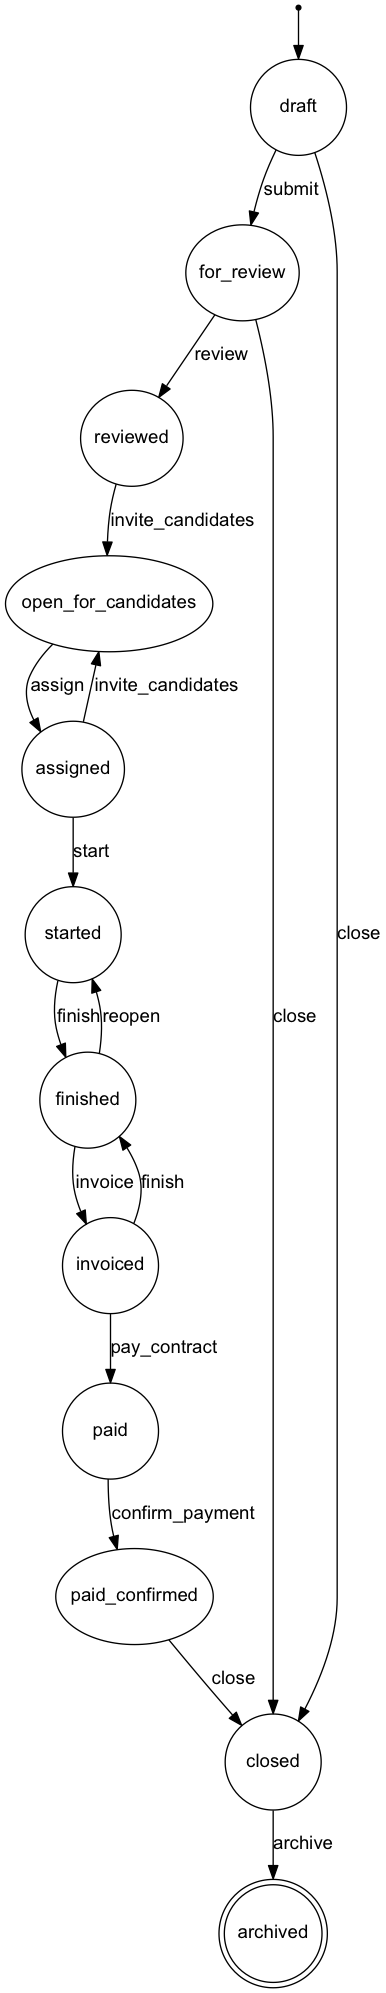 draft
submit
for_review
review
reviewed
invite_candidates
open_for_candidates
assign
invite_candidates
assigned
start
started
close
finish
reopen
close
finished
invoice
finish
invoiced
pay_contract
paid
confirm_payment
paid_confirmed
close
closed
archive
archived